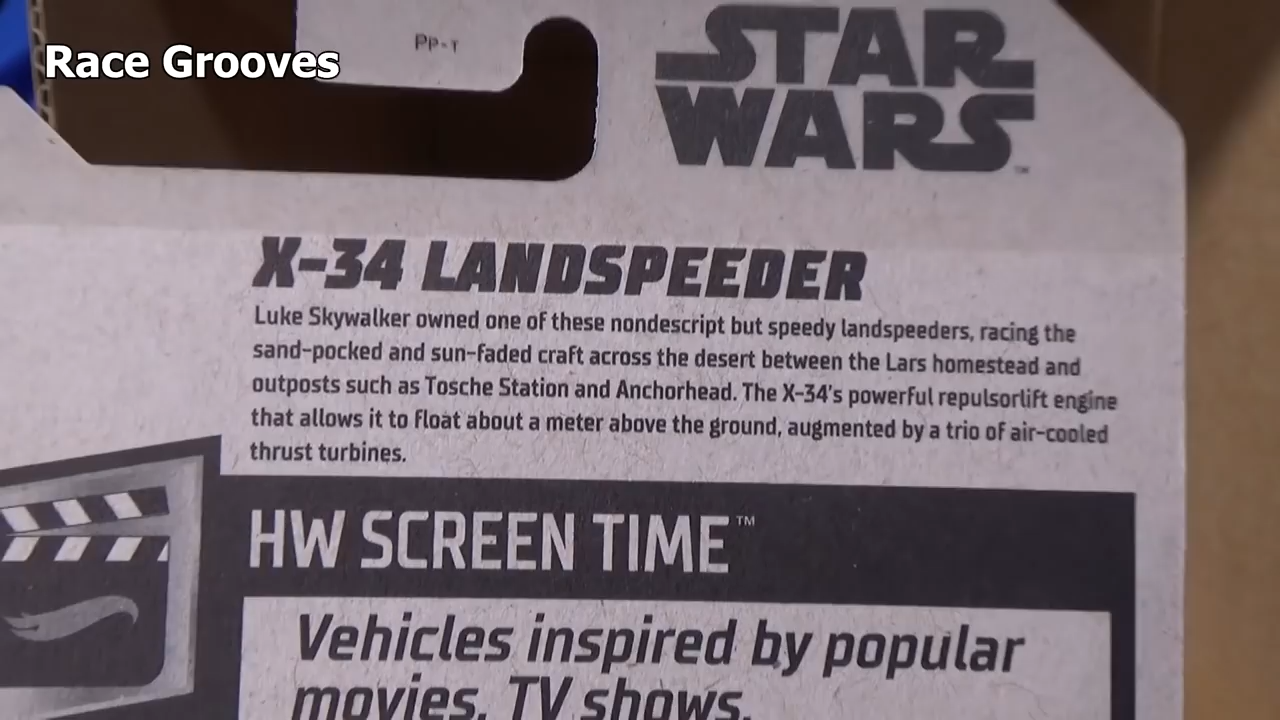 Race Grooves
PP-T
STAR
WARS
™
X-34 LANDSPEEDER
Luke Skywalker owned one of these nondescript but speedy landspeeders, racing the
sand-pocked and sun-faded craft across the desert between the Lars homestead and
outposts such as Tosche Station and Anchorhead. The X-34's powerful repulsorlift engine
that allows it to float about a meter above the ground, augmented by a trio of air-cooled
thrust turbines.
HW SCREEN TIME™
Vehicles inspired by popular
movies, TV shows,